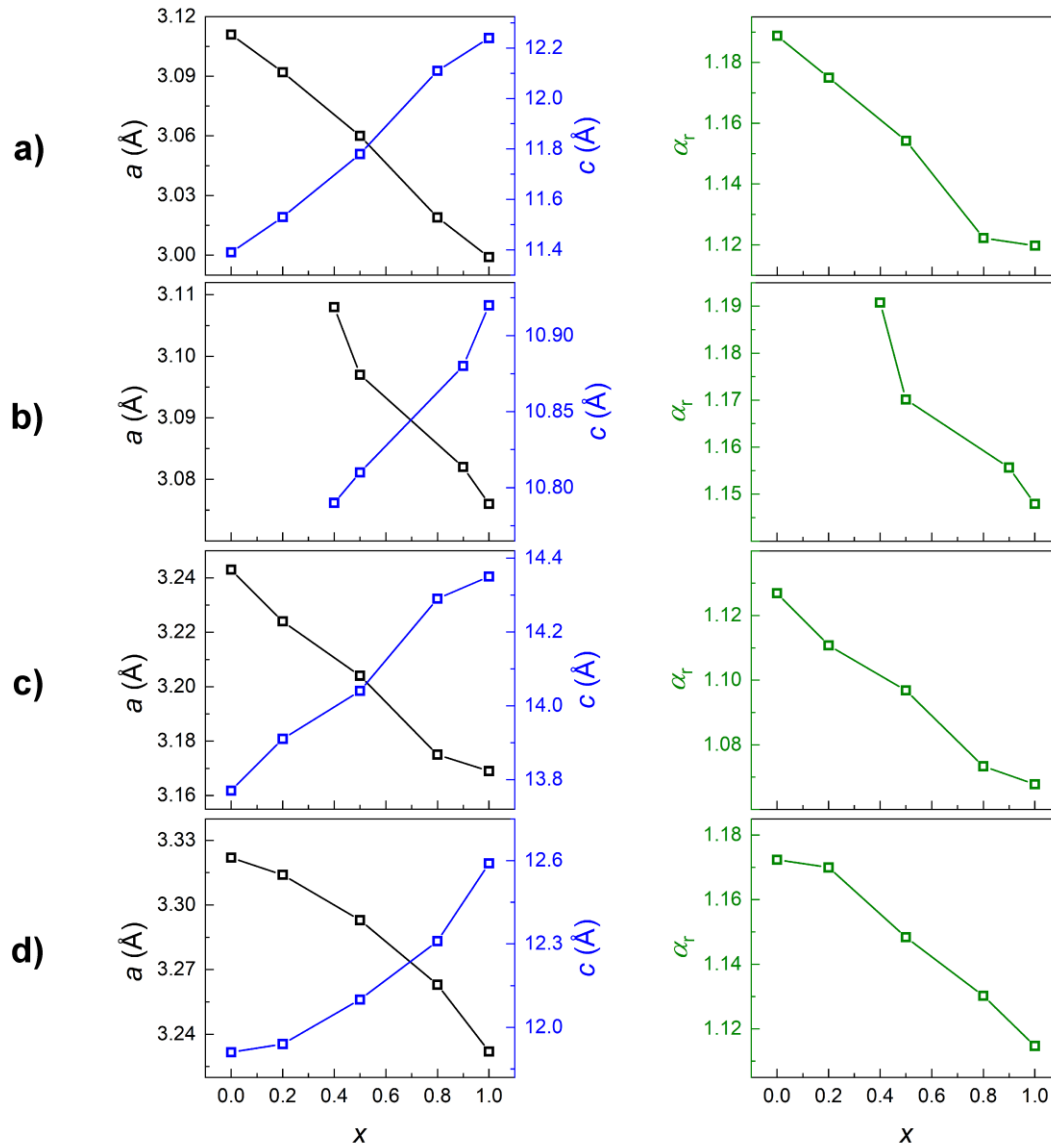 a)
a (Å)
3.12
3.09
3.06
3.03
3.00
c (Å)
12.2
12.0
11.8
11.6
11.4
αr
1.18
1.16
1.14
1.12
b)
a (Å)
3.11
3.10
3.09
3.08
c (Å)
10.90
10.85
10.80
αr
1.19
1.18
1.17
1.16
1.15
c)
a (Å)
3.24
3.22
3.20
3.18
3.16
c (Å)
14.4
14.2
14.0
13.8
αr
1.12
1.10
1.08
d)
a (Å)
3.33
3.30
3.27
3.24
c (Å)
12.6
12.3
12.0
αr
1.18
1.16
1.14
1.12
0.0 0.2 0.4 0.6 0.8 1.0
x
0.0 0.2 0.4 0.6 0.8 1.0
x